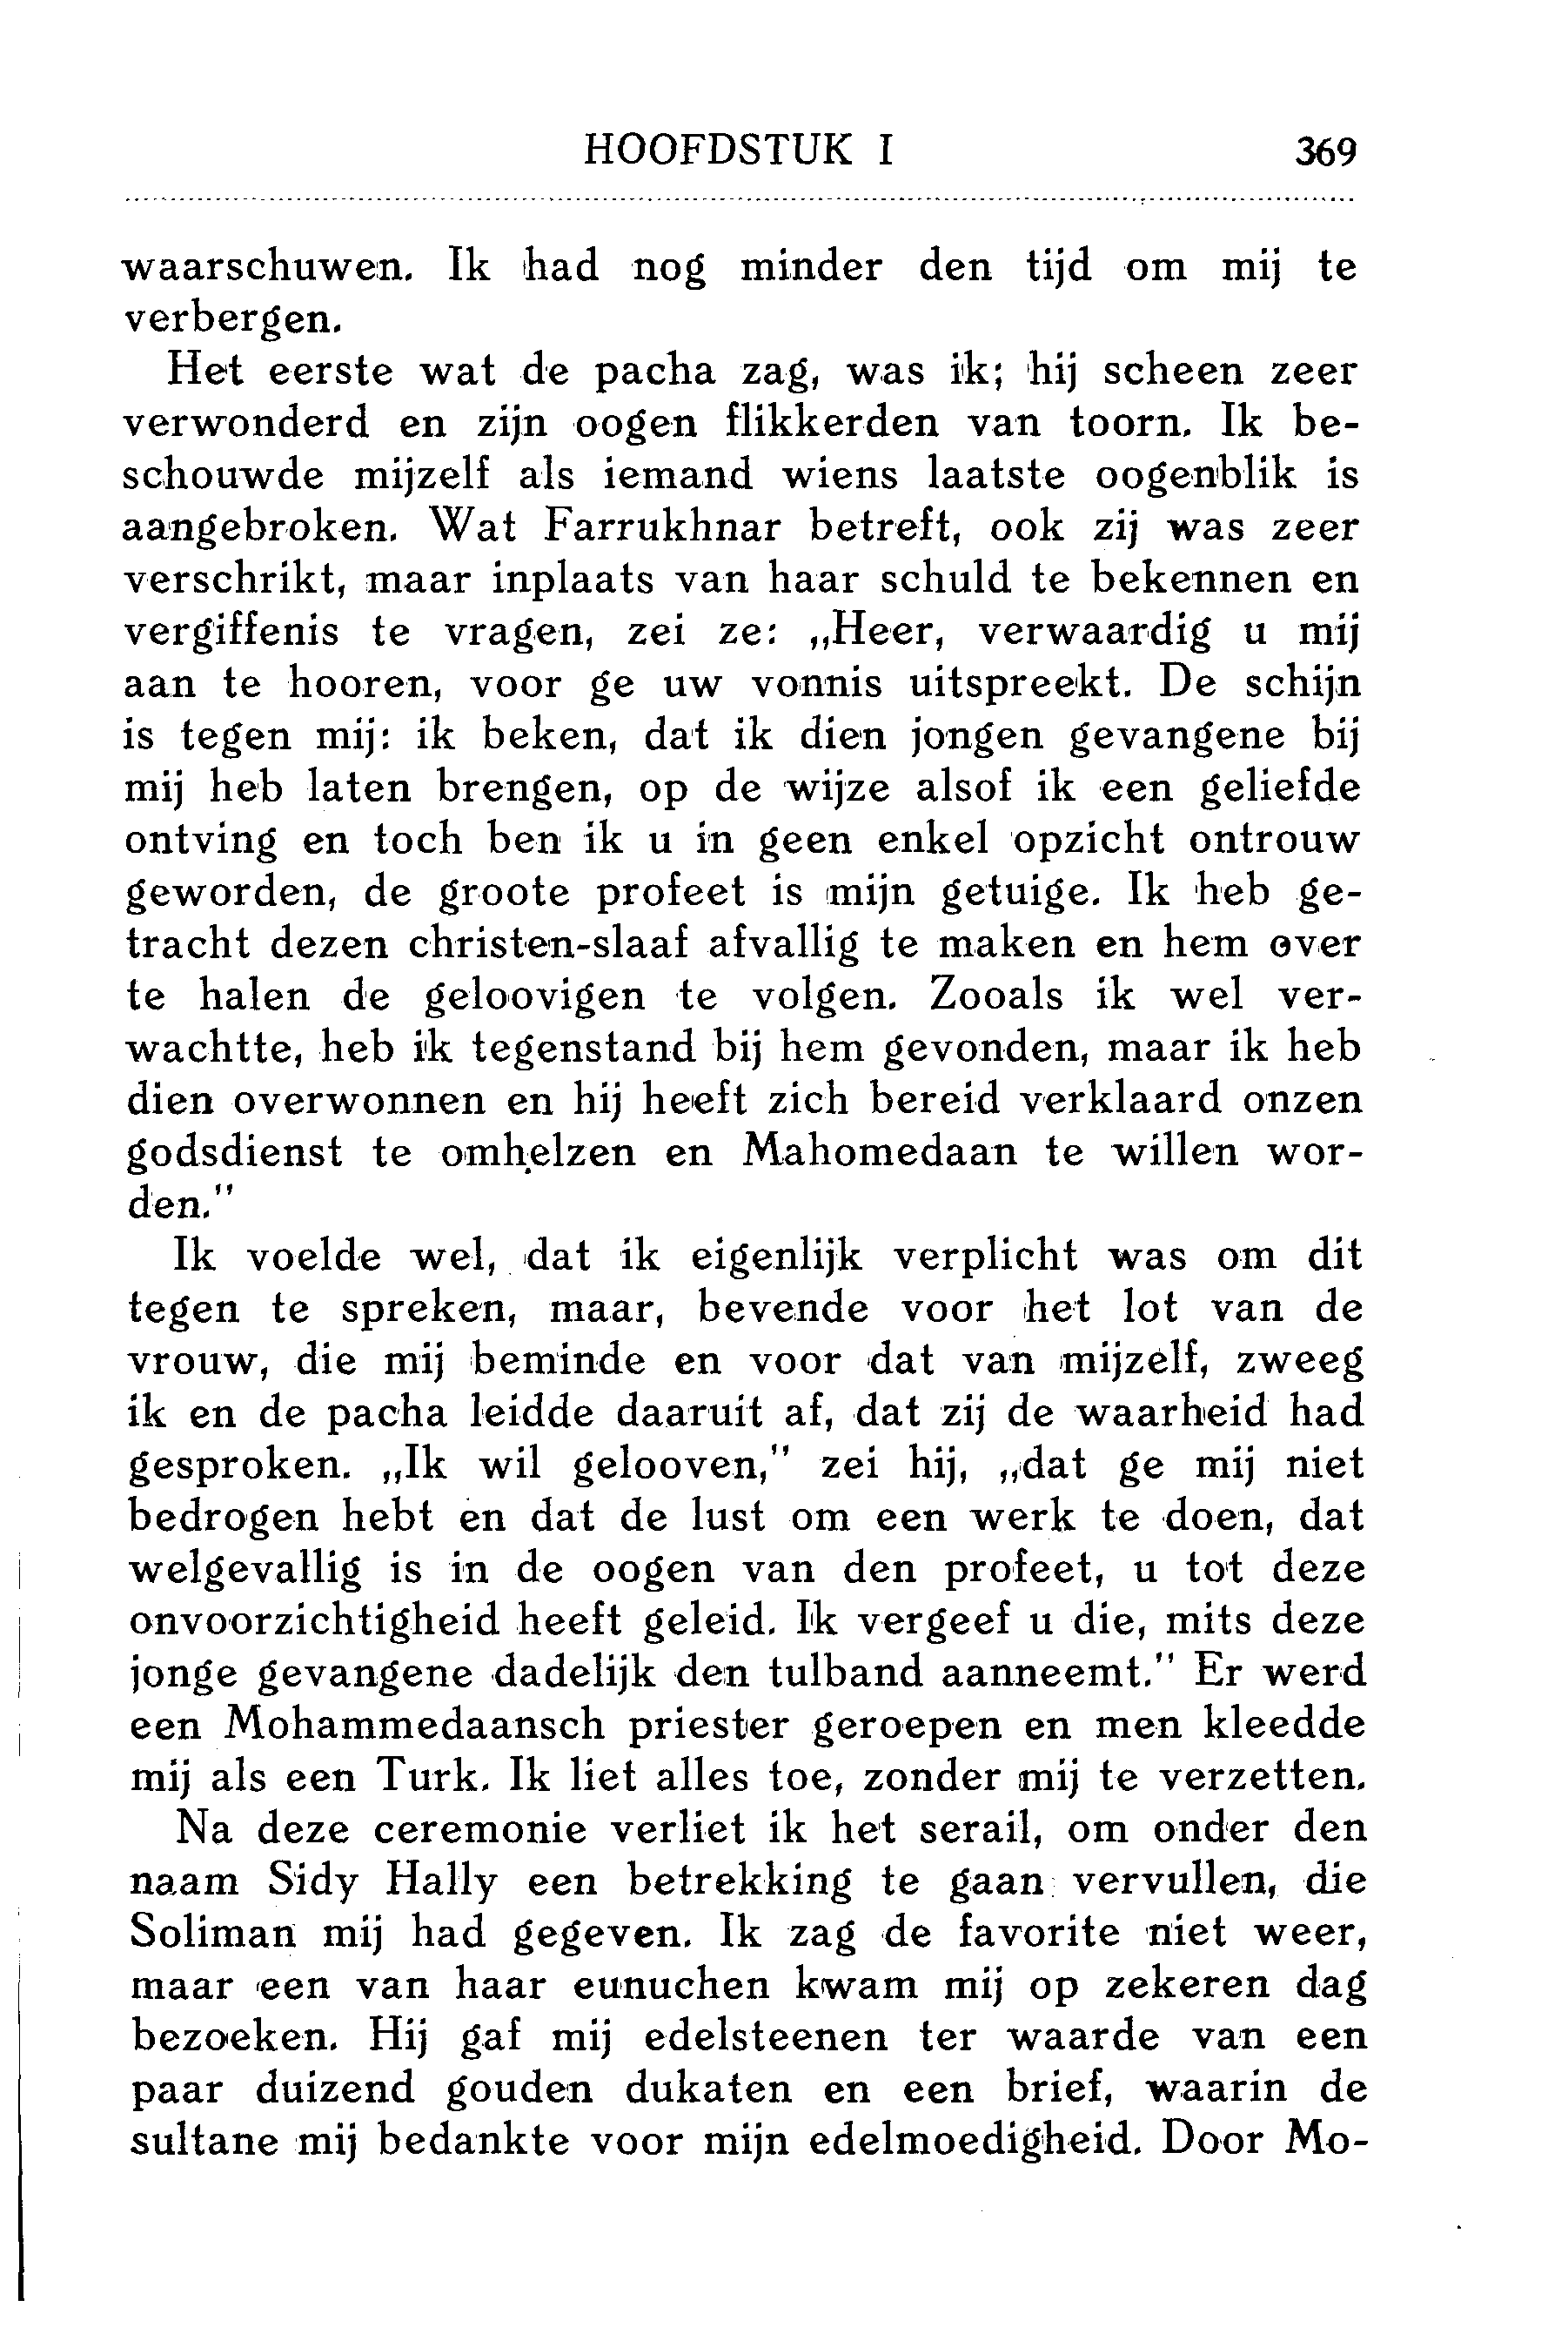 HOOFDSTUK I 369
waarschuwen. Ik had nog minder den tijd om mij te
verbergen.
Het eerste wat de pacha zag, was ik; hij scheen zeer
verwonderd en zijn oogen flikkerden van toorn. Ik be-
schouwde mijzelf als iemand wiens laatste oogenblik is
aangebroken. Wat Farrukhnar betreft, ook zij was zeer
verschrikt, maar inplaats van haar schuld te bekennen en
vergiffenis te vragen, zei ze: „Heer, verwaardig u mij
aan te hooren, voor ge uw vonnis uitspreekt. De schijn
is tegen mij: ik beken, dat ik dien jongen gevangene bij
mij heb laten brengen, op de wijze alsof ik een geliefde
ontving en toch ben ik u in geen enkel opzicht ontrouw
geworden, de groote profeet is mijn getuige. Ik heb ge-
tracht dezen christen-slaaf afvallig te maken en hem over
te halen de geloovigen te volgen. Zooals ik wel ver-
wachtte, heb ik tegenstand bij hem gevonden, maar ik heb
dien overwonnen en hij heeft zich bereid verklaard onzen
godsdienst te omhelzen en Mahomedaan te willen wor-
den."
Ik voelde wel, dat ik eigenlijk verplicht was om dit
tegen te spreken, maar, bevende voor het lot van de
vrouw, die mij beminde en voor dat van mijzelf, zweeg
ik en de pacha leidde daaruit af, dat zij de waarheid had
gesproken. „Ik wil gelooven," zei hij, „dat ge mij niet
bedrogen hebt en dat de lust om een werk te doen, dat
welgevallig is in de oogen van den profeet, u tot deze
onvoorzichtigheid heeft geleid. Ik vergeef u die, mits deze
jonge gevangene dadelijk den tulband aanneemt." Er werd
een Mohammedaansch priester geroepen en men kleedde
mij als een Turk. Ik liet alles toe, zonder mij te verzetten.
Na deze ceremonie verliet ik het serail, om onder den
naam Sidy Hally een betrekking te gaan vervullen, die
Soliman mij had gegeven. Ik zag de favorite niet weer,
maar een van haar eunuchen kwam mij op zekeren dag
bezoeken. Hij gaf mij edelsteenen ter waarde van een
paar duizend gouden dukaten en een brief, waarin de
sultane mij bedankte voor mijn edelmoedigheid. Door Mo-